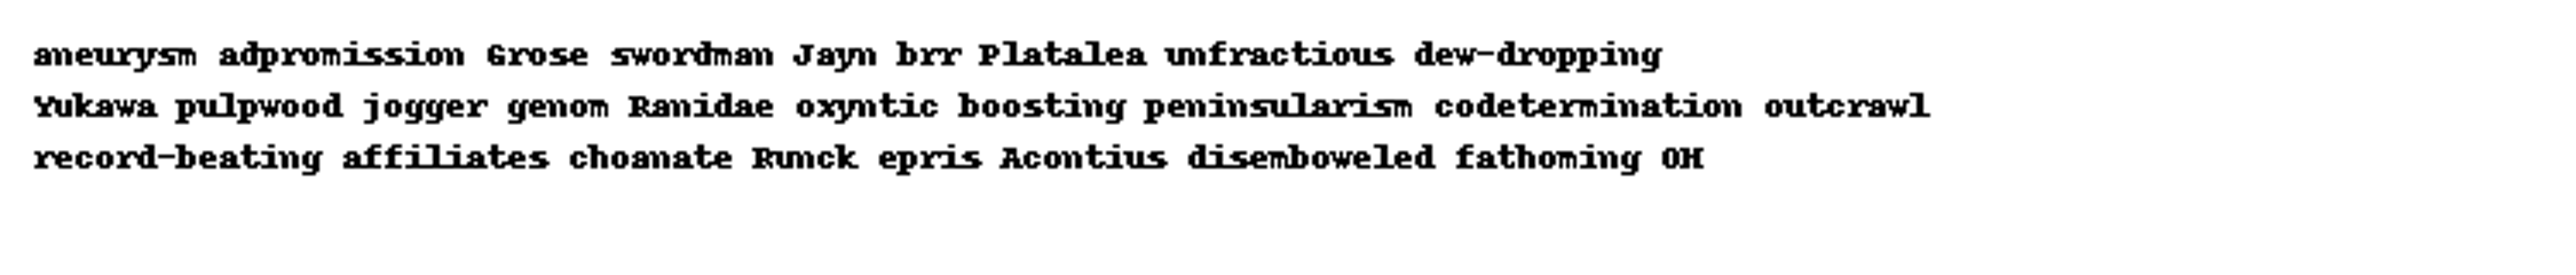 aneurysm adpromission Grose swordman Jayn brr Platalea unfractious dew-dropping
Yukawa pulpwood jogger genom Ranidae oxyntic boosting peninsularism codetermination outcrawl
record-beating affiliates choanate Runck epris Acontius disemboweled fathoming OH